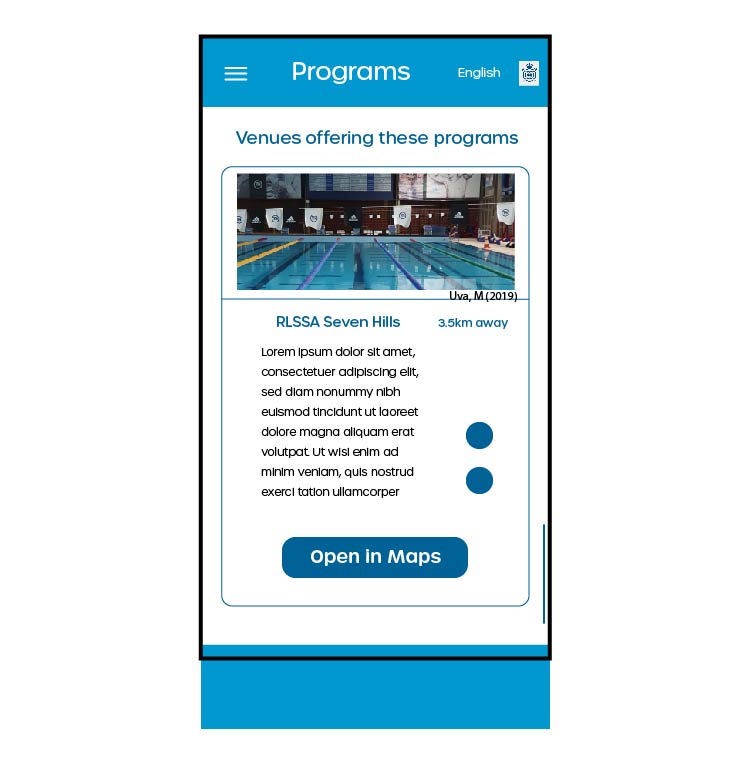 Programs
English
Venues offering these programs
Uva, M (2019)
RLSSA Seven Hills
3.5km away
Lorem ipsum dolor sit amet,
consectetuer adipiscing elit,
sed diam nonummy nibh
euismod tincidunt ut laoreet
dolore magna aliquam erat
volutpat. Ut wisi enim ad
minim veniam, quis nostrud
exerci tation ullamcorper
Open in Maps